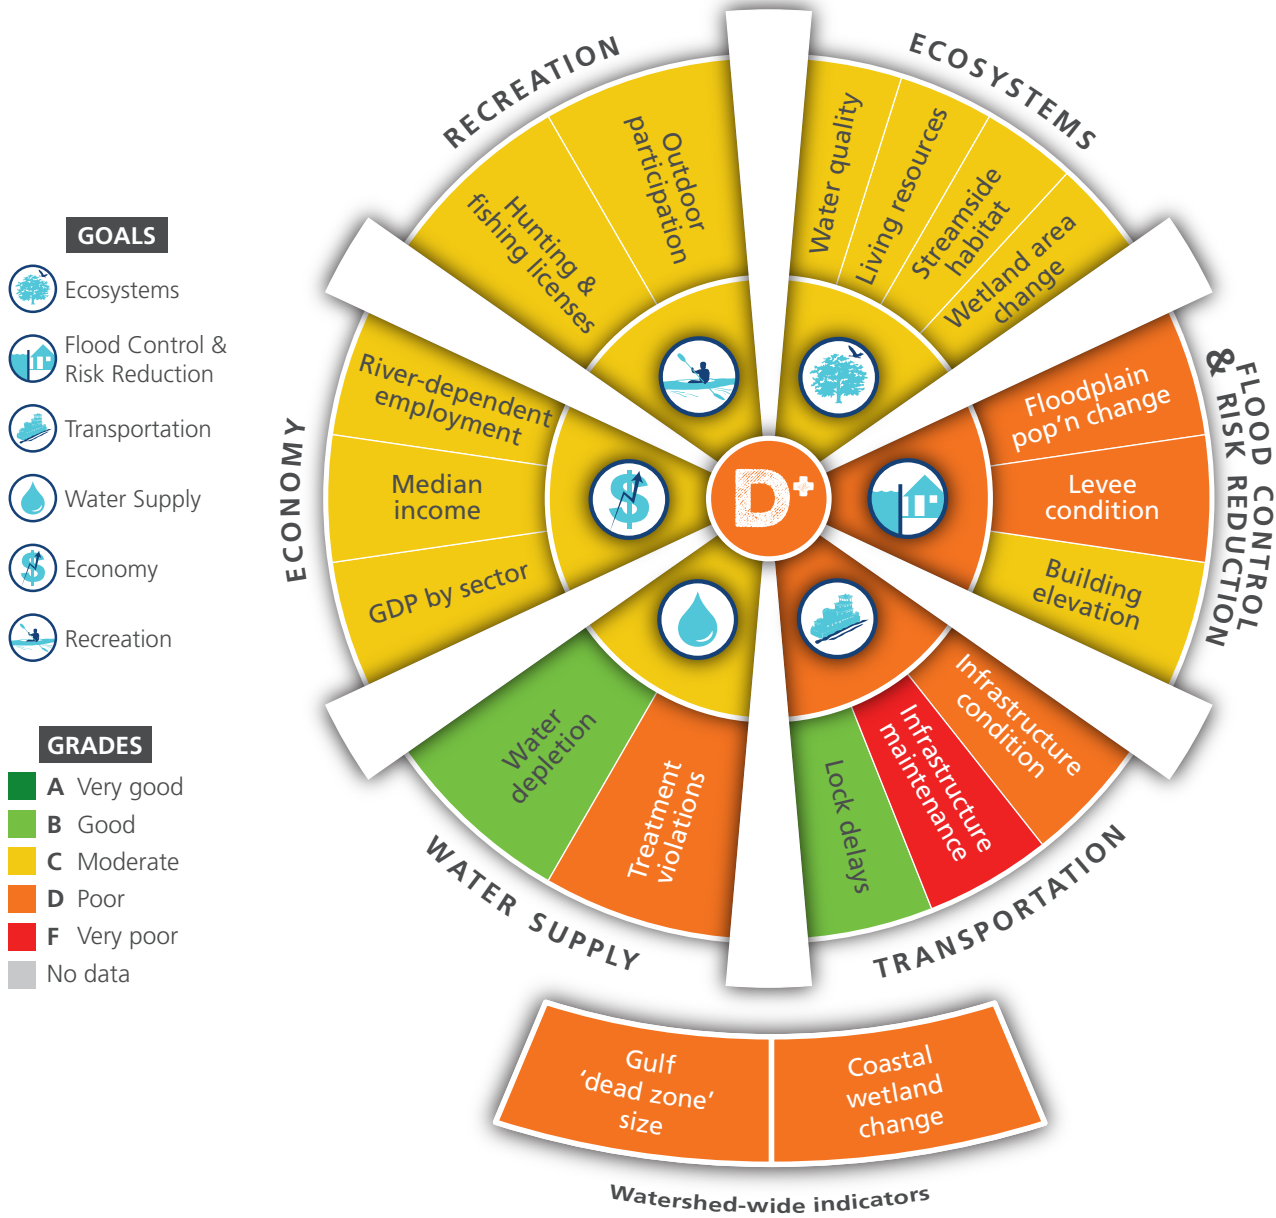 GOALS
Ecosystems
Flood Control &
Risk Reduction
Transportation
Water Supply
Economy
Recreation
GRADES
A Very good
B Good
C Moderate
D Poor
F Very poor
No data
RECREATION
Hunting &
fishing licenses
Outdoor
participation
ECOSYSTEMS
Water quality
Living resources
Streamside
habitat
Wetland area
change
FLOOD CONTROL
& RISK REDUCTION
Floodplain
pop'n change
Levee
condition
Building
elevation
TRANSPORTATION
Infrastructure
condition
Infrastructure
maintenance
Lock delays
WATER SUPPLY
Treatment
violations
Water
depletion
ECONOMY
GDP by sector
Median
income
River-dependent
employment
$
D+
Gulf
'dead zone'
size
Coastal
wetland
change
Watershed-wide indicators